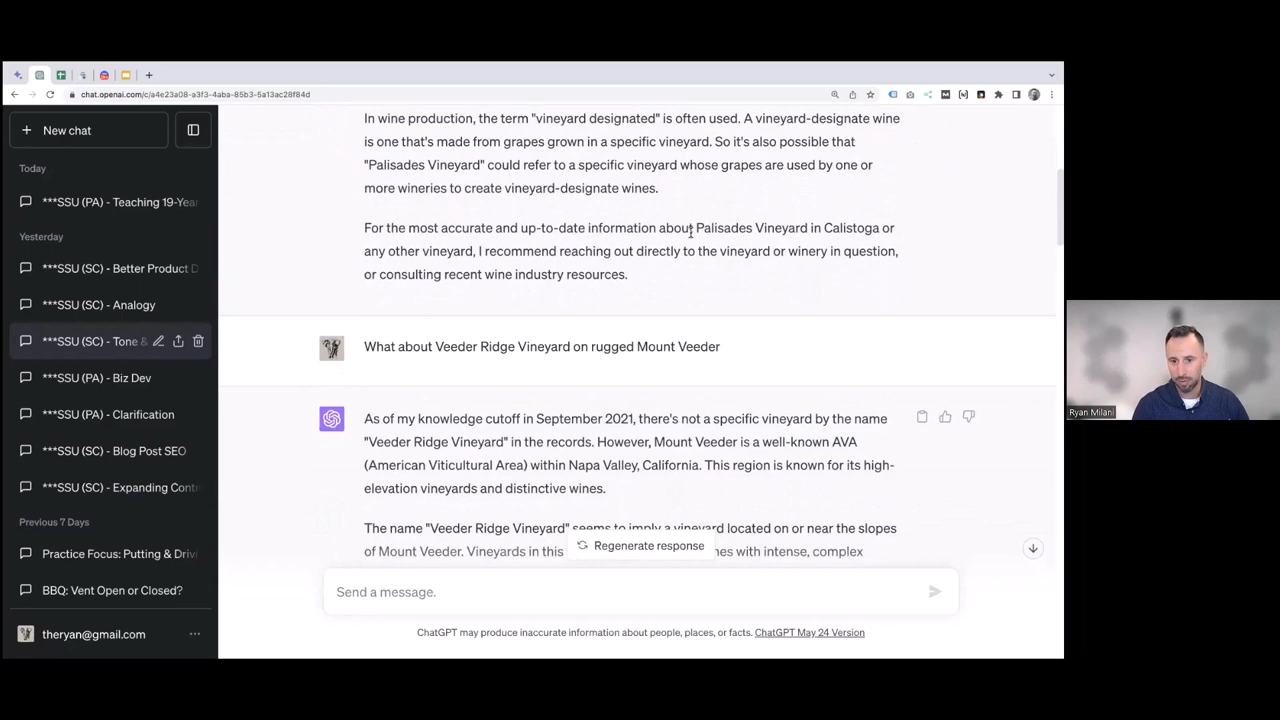 chat.openai.com/c/a4e23a08-a3f3-4aba-85b3-5a13ac28f84d
New chat
Today
***SSU (PA) - Teaching 19-Year
Yesterday
***SSU (SC) - Better Product D
***SSU (SC) - Analogy
***SSU (SC) - Tone &
***SSU (PA) - Biz Dev
***SSU (PA) - Clarification
***SSU (SC) - Blog Post SEO
***SSU (SC) - Expanding Cont
Previous 7 Days
Practice Focus: Putting & Drivi
BBQ: Vent Open or Closed?
theryan@gmail.com
In wine production, the term "vineyard designated" is often used. A vineyard-designate wine
is one that's made from grapes grown in a specific vineyard. So it's also possible that
"Palisades Vineyard" could refer to a specific vineyard whose grapes are used by one or
more wineries to create vineyard-designate wines.
For the most accurate and up-to-date information about Palisades Vineyard in Calistoga or
any other vineyard, I recommend reaching out directly to the vineyard or winery in question,
or consulting recent wine industry resources.
What about Veeder Ridge Vineyard on rugged Mount Veeder
As of my knowledge cutoff in September 2021, there's not a specific vineyard by the name
"Veeder Ridge Vineyard" in the records. However, Mount Veeder is a well-known AVA
(American Viticultural Area) within Napa Valley, California. This region is known for its high-
elevation vineyards and distinctive wines.
The name "Veeder Ridge Vineyard" seems to imply a vineyard located on or near the slopes
of Mount Veeder. Vineyards in this
with intense, complex
Regenerate response
Send a message.
ChatGPT may produce inaccurate information about people, places, or facts. ChatGPT May 24 Version
Ryan Milani